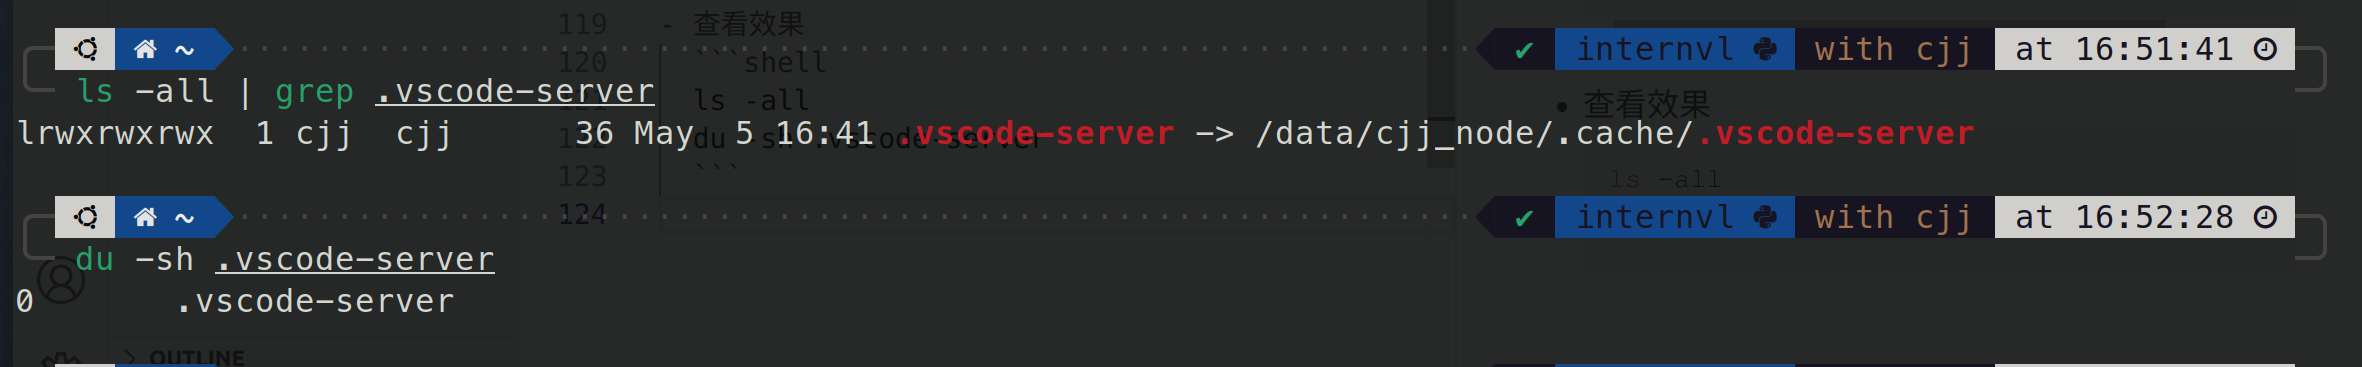 119 - 查看效果
~ ✔ internvl with cjj at 16:51:41
120 ```shell
ls -all | grep .vscode-server
ls -all
• 查看效果
lrwxrwxrwx 1 cjj cjj 36 May 5 16:41 .vscode-server -> /data/cjj_node/.cache/.vscode-server
122 du -sh .vscode-server
123 ```
ls -all
~ ✔ internvl with cjj at 16:52:28
124
du -sh .vscode-server
0 .vscode-server
OUTLINE